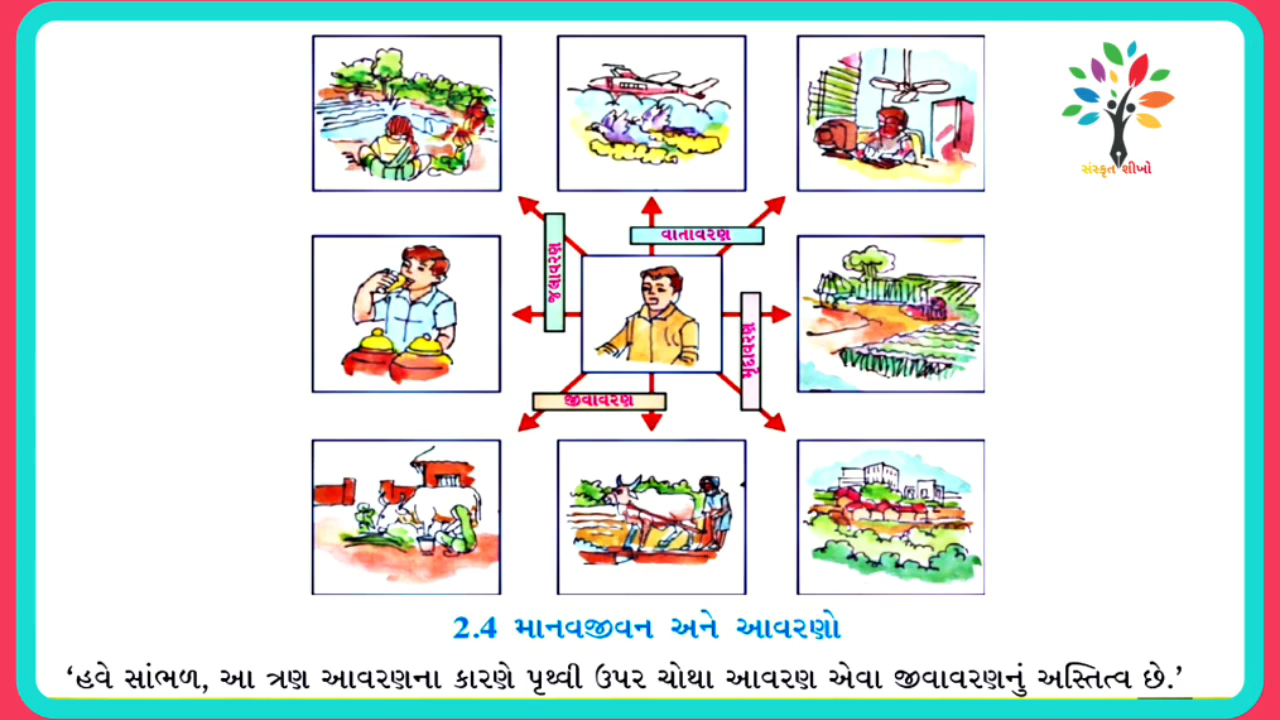 સંસ્કૃત શીખો
વાતાવરણ
જલાવરણ
મૃદાવરણ
જીવાવરણ
2.4 માનવજીવન અને આવરણો
‘હવે સાંભળ, આ ત્રણ આવરણના કારણે પૃથ્વી ઉપર ચોથા આવરણ એવા જીવાવરણનું અસ્તિત્વ છે.’